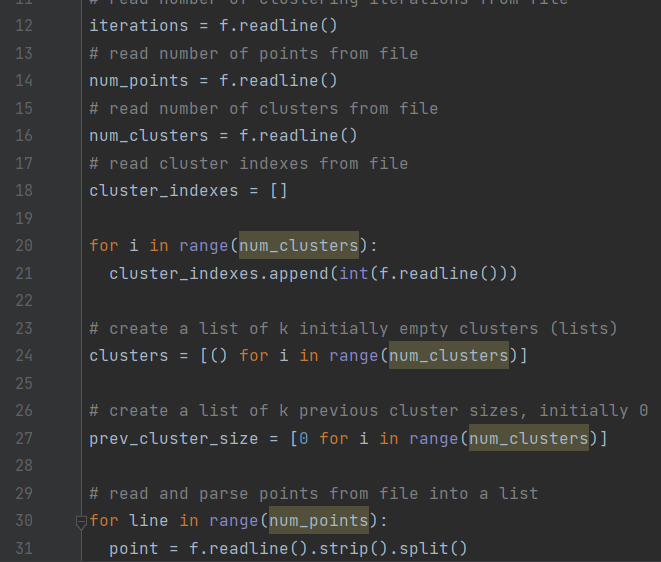 11 # read number of clustering iterations from file
12 iterations = f.readline()
13 # read number of points from file
14 num_points = f.readline()
15 # read number of clusters from file
16 num_clusters = f.readline()
17 # read cluster indexes from file
18 cluster_indexes = []
19
20 for i in range(num_clusters):
21   cluster_indexes.append(int(f.readline()))
22
23 # create a list of k initially empty clusters (lists)
24 clusters = [() for i in range(num_clusters)]
25
26 # create a list of k previous cluster sizes, initially 0
27 prev_cluster_size = [0 for i in range(num_clusters)]
28
29 # read and parse points from file into a list
30 for line in range(num_points):
31   point = f.readline().strip().split()